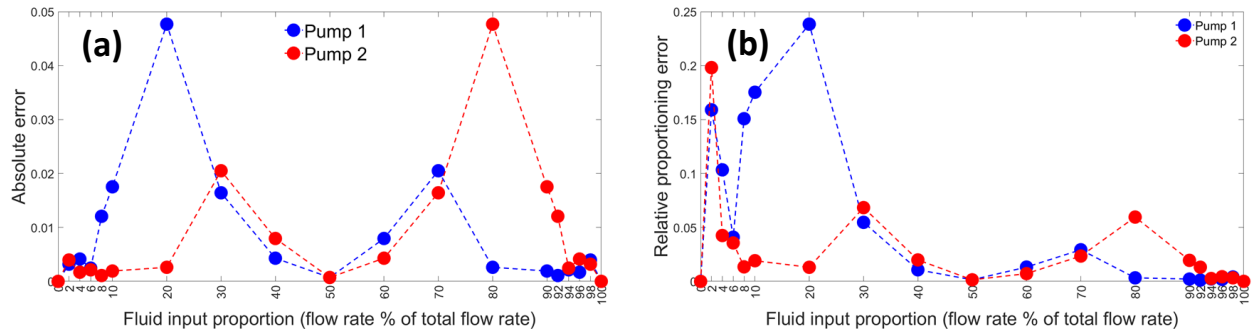 (a)
Pump 1
Pump 2
Absolute error
0.05
0.04
0.03
0.02
0.01
0
0 2 4 6 8 10 20 30 40 50 60 70 80 90 92 94 96 98 100
Fluid input proportion (flow rate % of total flow rate)
(b)
Pump 1
Pump 2
Relative proportioning error
0.25
0.2
0.15
0.1
0.05
0
0 2 4 6 8 10 20 30 40 50 60 70 80 90 92 94 96 98 100
Fluid input proportion (flow rate % of total flow rate)